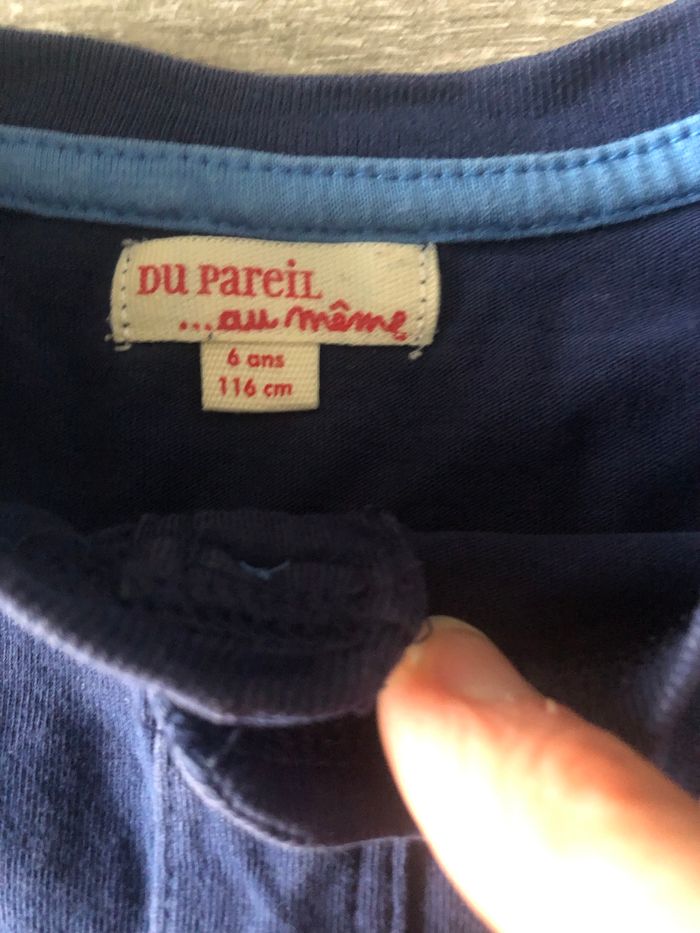 DU PAREIL
...au même
6 ans
116 cm